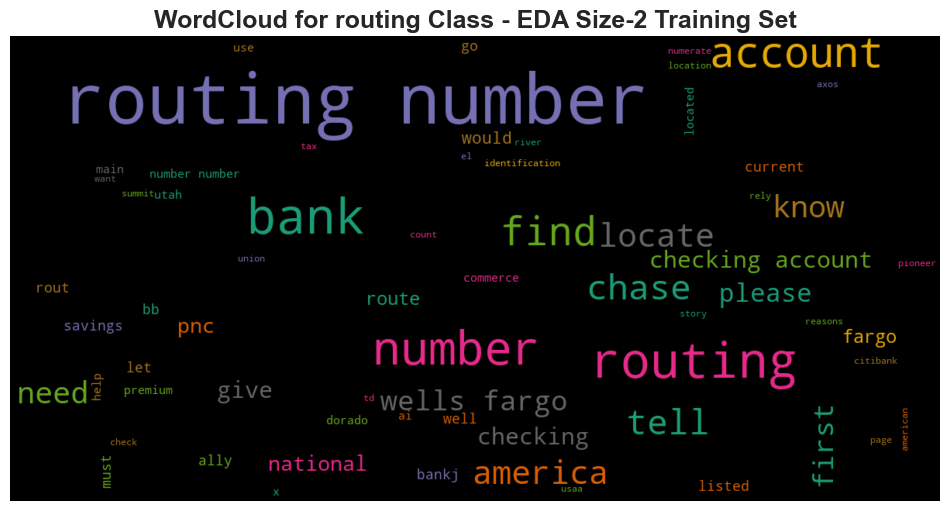 WordCloud for routing Class - EDA Size-2 Training Set
use
go
numerate
account
location
routing number
axos
located
tax
would
river
el
identification
main
want
number number
current
summit
utah
rely
know
bank
find
locate
count
union
checking account
pioneer
commerce
chase
please
rout
route
bb
story
savings
pnc
reasons
fargo
number
routing
citibank
let
help
need
premium
give
td
wells fargo
ai
well
dorado
tell
first
american
checking
check
page
must
ally
national
bankj
america
x
usaa
listed